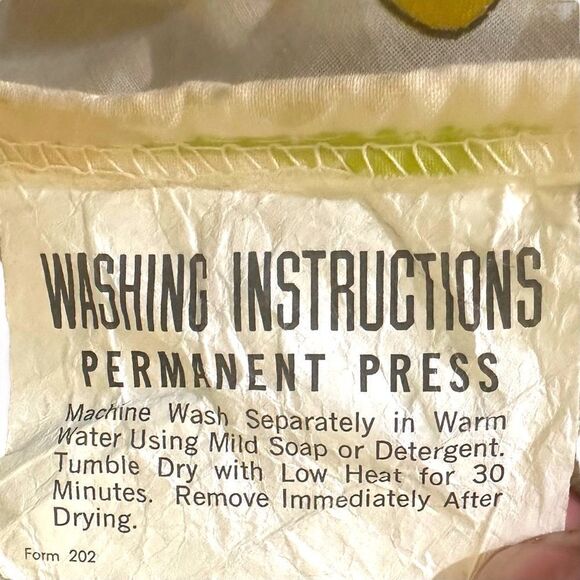 WASHING INSTRUCTIONS
PERMANENT PRESS
Machine Wash Separately in Warm
Water Using Mild Soap or Detergent.
Tumble Dry with Low Heat for 30
Minutes. Remove Immediately After
Drying.
Form 202